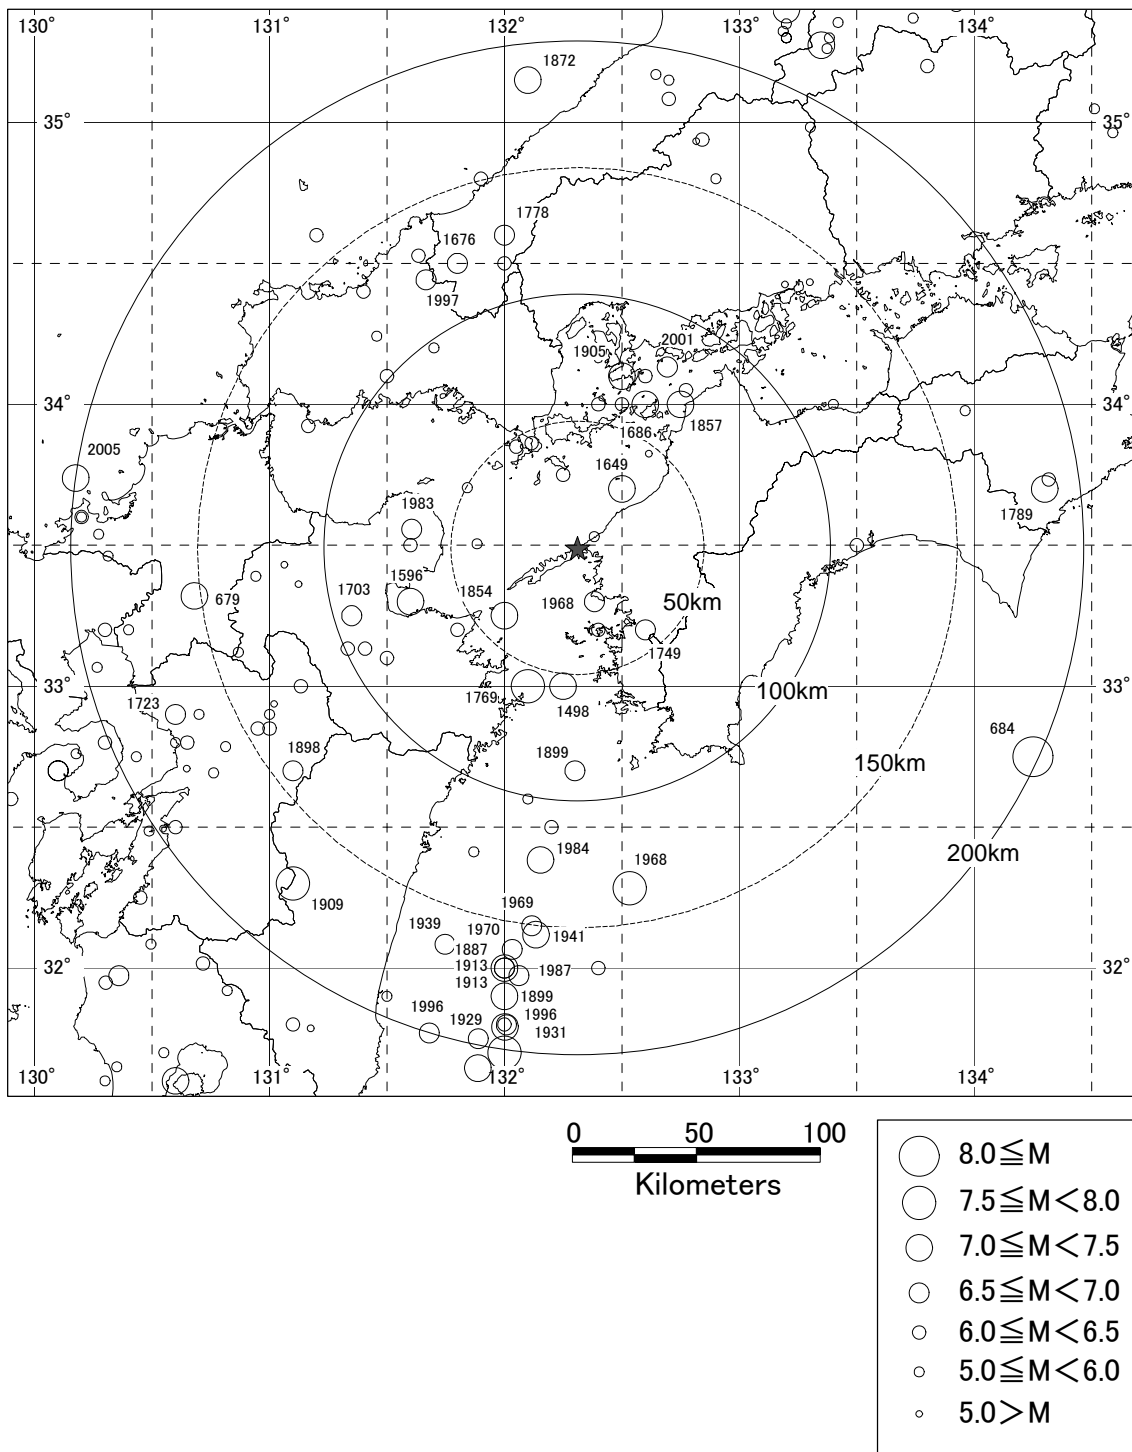 130° 131° 132° 133° 134°
1872
35° 35°
1778
1676
1997
1905 2001
34° 34°
1686 1857
2005
1649
1983
1789
1703 1596 1854
679 1968
50km
1749
33° 33°
1723 1769 1498
100km
684
1898 1899
150km
1984
200km
1968
1909
1969
1939 1970
1941
1887
32° 1913 32°
1987
1913
1899
1996 1996
1929
1931
130° 131° 132° 133° 134°
0 50 100
Kilometers
8.0≦M
7.5≦M<8.0
7.0≦M<7.5
6.5≦M<7.0
6.0≦M<6.5
5.0≦M<6.0
5.0>M